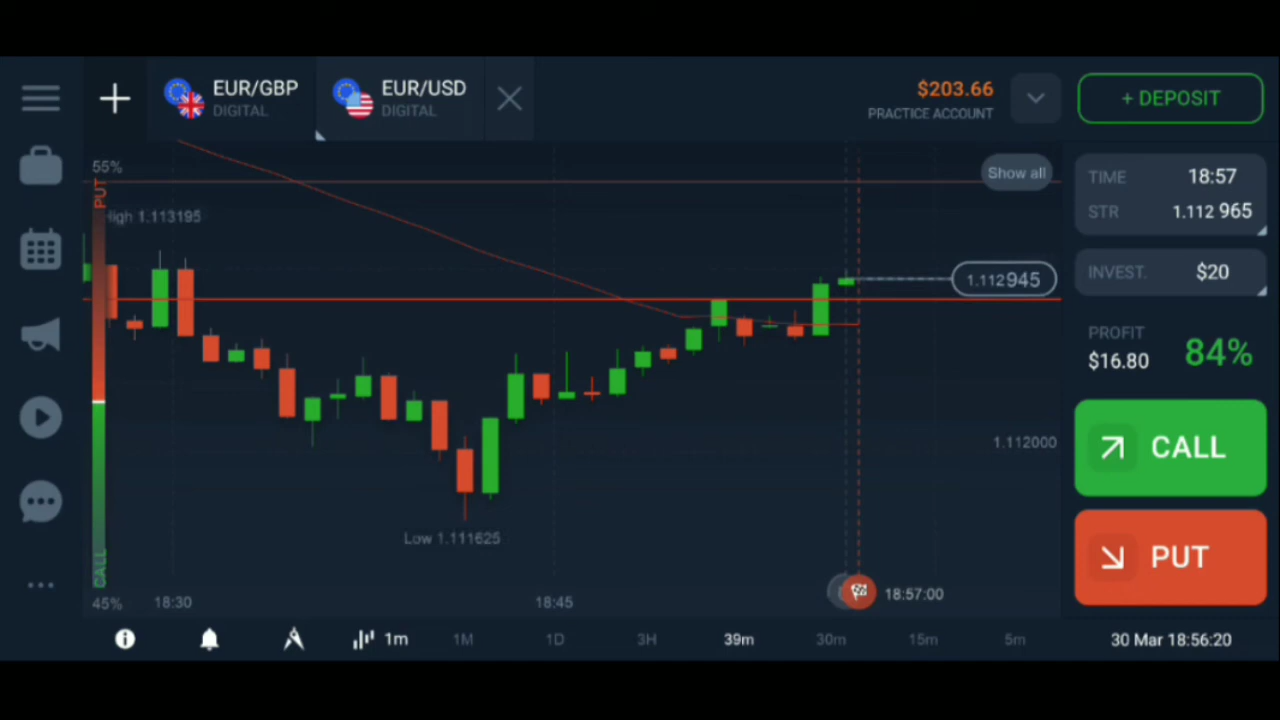 EUR/GBP
DIGITAL
EUR/USD
DIGITAL
$203.66
PRACTICE ACCOUNT
+ DEPOSIT
55%
PUT
High 1.113195
Show all
TIME 18:57
STR 1.112 965
1.112945
INVEST. $20
PROFIT
$16.80
84%
CALL
1.112000
Low 1.111625
PUT
CALL
45%
18:30
18:45
18:57:00
1m
1M
1D
3H
39m
30m
15m
5m
30 Mar 18:56:20